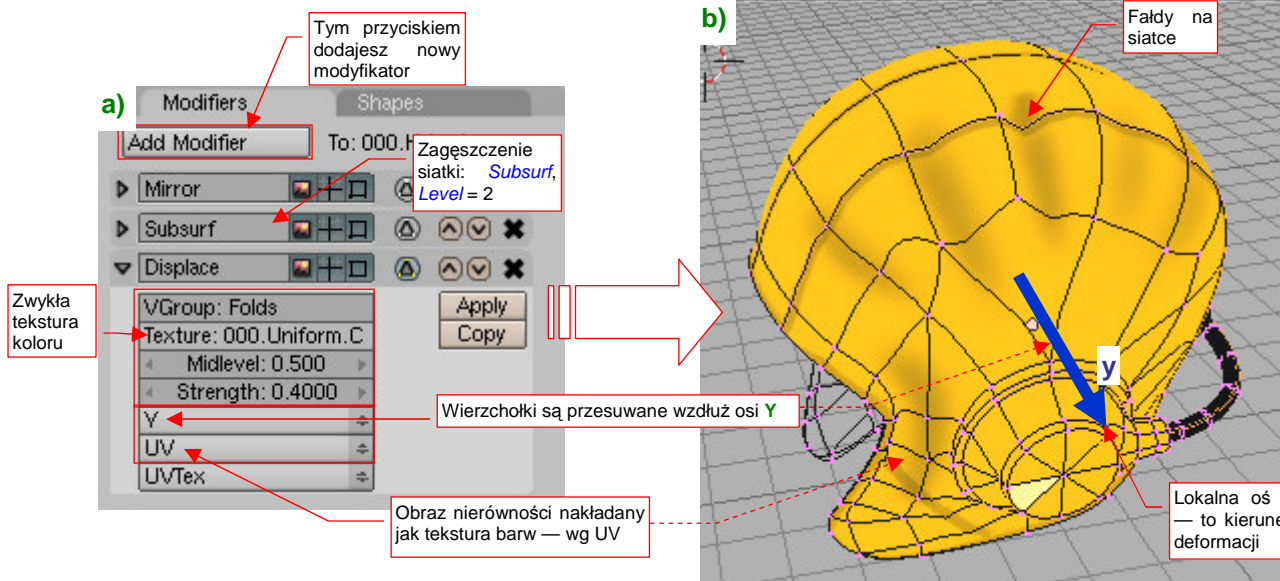 Tym przyciskiem
dodajesz nowy
modyfikator
a)
Modifiers
Shapes
Add Modifier
To: 000.H
Zagęszczenie
siatki: Subsurf,
Level = 2
Mirror
Subsurf
Displace
Zwykła
tekstura
koloru
VGroup: Folds
Texture: 000.Uniform.C
Midlevel: 0.500
Strength: 0.4000
Y
UV
UVTex
Apply
Copy
Wierzchołki są przesuwane wzdłuż osi Y
Obraz nierówności nakładany
jak tekstura barw — wg UV
b)
Fałdy na
siatce
y
Lokalna oś
— to kierune
deformacji